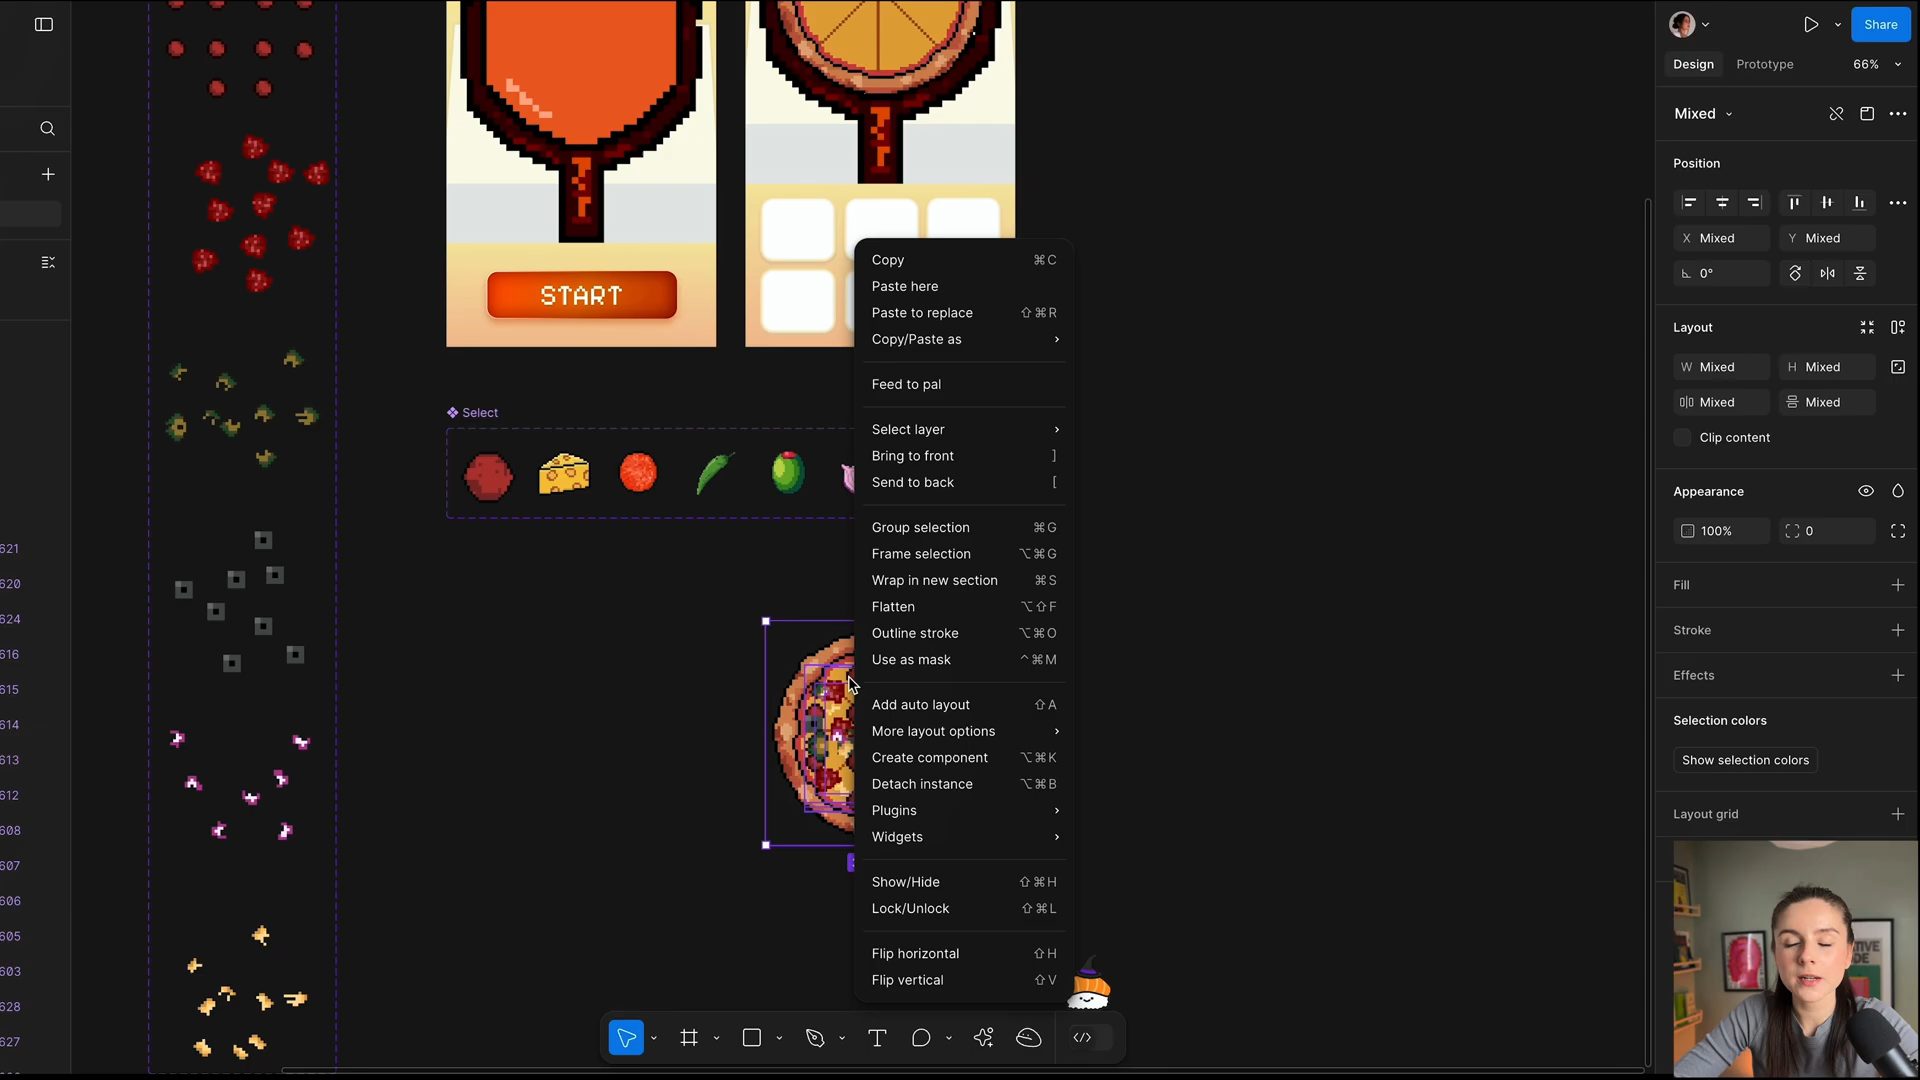 Share
Design
Prototype
66%
Mixed
Position
X Mixed
Y Mixed
0°
Layout
W Mixed
H Mixed
Mixed
Mixed
Clip content
Appearance
100%
0
Fill
Stroke
Effects
Selection colors
Show selection colors
Layout grid
START
Select
Copy ⌘C
Paste here
Paste to replace ⇧⌘R
Copy/Paste as
Feed to pal
Select layer
Bring to front ]
Send to back [
Group selection ⌘G
Frame selection ⌥⌘G
Wrap in new section ⌘S
Flatten ⌥⇧F
Outline stroke ⌥⌘O
Use as mask ^⌘M
Add auto layout ⇧A
More layout options
Create component ⌥⌘K
Detach instance ⌥⌘B
Plugins
Widgets
Show/Hide ⇧⌘H
Lock/Unlock ⇧⌘L
Flip horizontal ⇧H
Flip vertical ⇧V
621
620
624
616
615
614
613
612
608
607
606
605
603
628
627